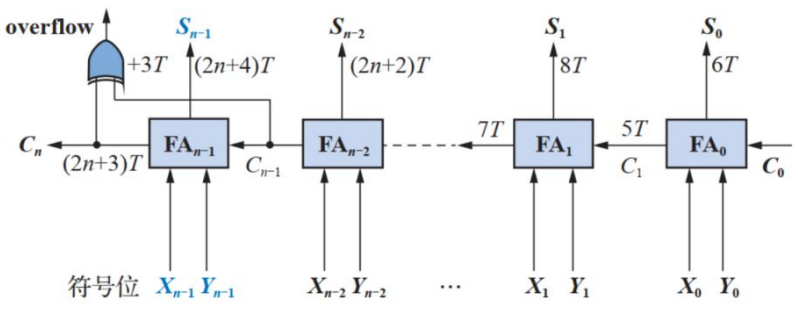 overflow S_{n-1} S_{n-2} S_1 S_0
+3T (2n+4)T (2n+2)T 8T 6T
C_n FA_{n-1} FA_{n-2} 7T FA_1 5T FA_0
(2n+3)T C_{n-1} C_1 C_0
符号位 X_{n-1} Y_{n-1} X_{n-2} Y_{n-2} ... X_1 Y_1 X_0 Y_0